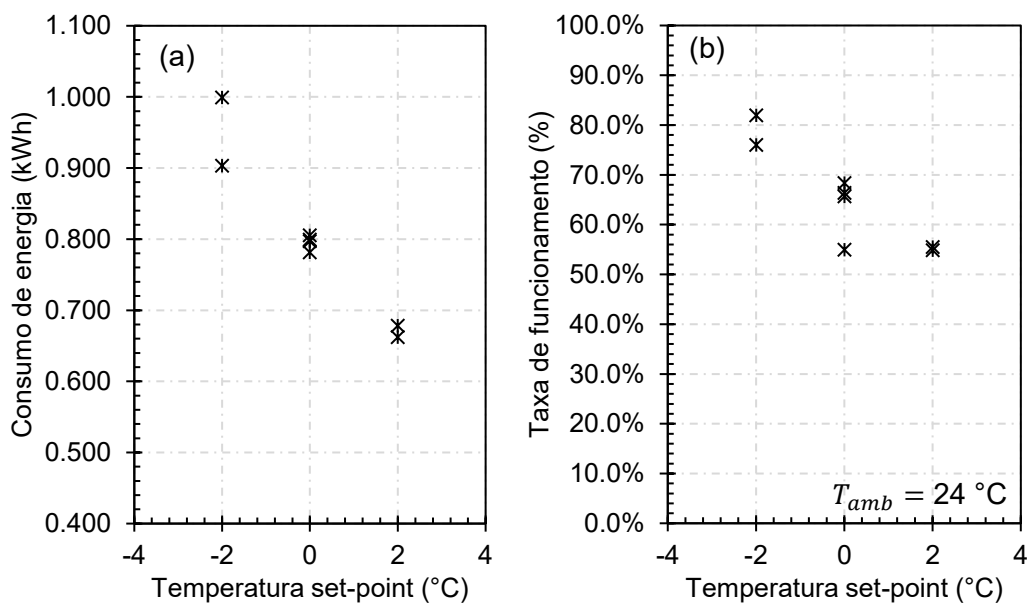 (a)
Consumo de energia (kWh)
1.100
1.000
0.900
0.800
0.700
0.600
0.500
0.400
-4 -2 0 2 4
Temperatura set-point (°C)
(b)
Taxa de funcionamento (%)
100.0%
90.0%
80.0%
70.0%
60.0%
50.0%
40.0%
30.0%
20.0%
10.0%
0.0%
T_amb = 24 °C
-4 -2 0 2 4
Temperatura set-point (°C)